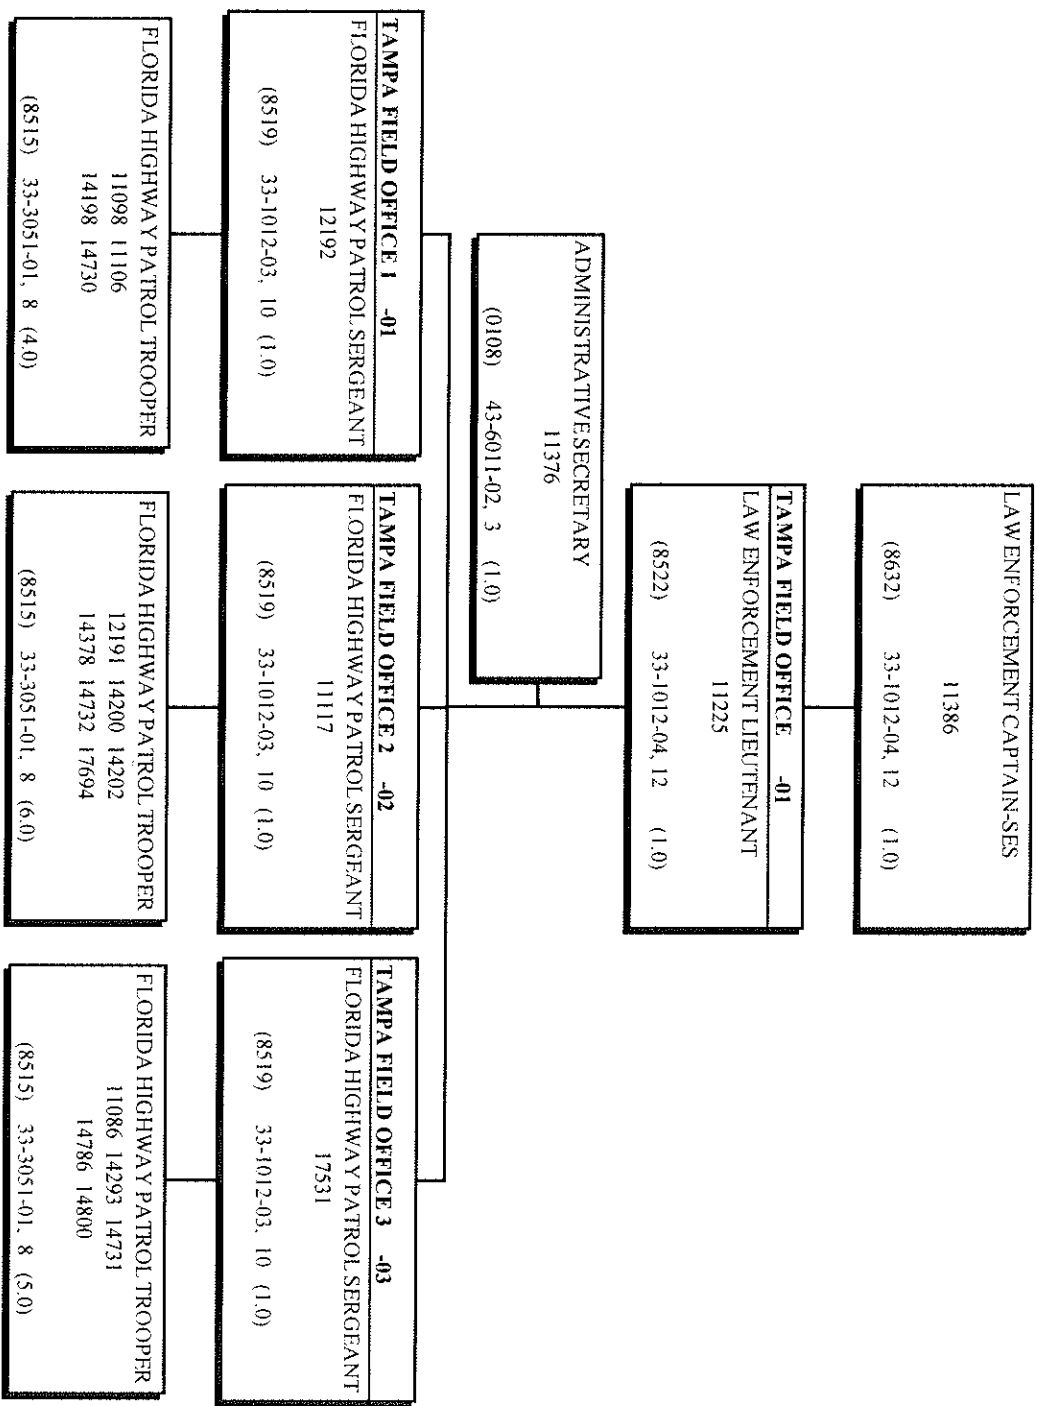 LAW ENFORCEMENT CAPTAIN-SES
11386
(8632) 33-1012-04, 12 (1.0)
TAMPA FIELD OFFICE -01
LAW ENFORCEMENT LIEUTENANT
11225
(8522) 33-1012-04, 12 (1.0)
ADMINISTRATIVE SECRETARY
11376
(0108) 43-6011-02, 3 (1.0)
TAMPA FIELD OFFICE 1 -01
FLORIDA HIGHWAY PATROL SERGEANT
12192
(8519) 33-1012-03, 10 (1.0)
FLORIDA HIGHWAY PATROL TROOPER
11098 11106
14198 14730
(8515) 33-3051-01, 8 (4.0)
TAMPA FIELD OFFICE 2 -02
FLORIDA HIGHWAY PATROL SERGEANT
11117
(8519) 33-1012-03, 10 (1.0)
FLORIDA HIGHWAY PATROL TROOPER
12191 14200 14202
14378 14732 17694
(8515) 33-3051-01, 8 (6.0)
TAMPA FIELD OFFICE 3 -03
FLORIDA HIGHWAY PATROL SERGEANT
17531
(8519) 33-1012-03, 10 (1.0)
FLORIDA HIGHWAY PATROL TROOPER
11086 14293 14731
14786 14800
(8515) 33-3051-01, 8 (5.0)